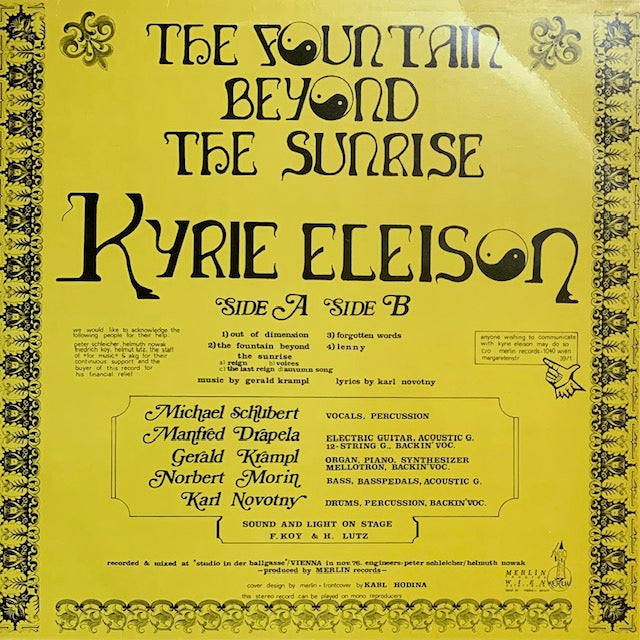 THE FOUNTAIN
BEYOND
THE SUNRISE
KYRIE ELEISON
SIDE A SIDE B
1) out of dimension
2) the fountain beyond
the sunrise
a) reign b) voices
c) the last reign d) autumn song
3) forgotten words
4) lenny
music by gerald krampl
lyrics by karl novotny
we would like to acknowledge the
following people for their help:
peter schleicher, helmuth nowak
friedrich koy, helmut lutz, the staff
of "for music" & akg for their
continuous support and the
buyer of this record for
his financial relief
anyone wishing to communicate
with kyrie eleison may do so
c/o merlin records - 1040 wien
margaretenstr. 39/1
Michael Schubert VOCALS, PERCUSSION
Manfred Drapela ELECTRIC GUITAR, ACOUSTIC G.
12-STRING G., BACKIN' VOC.
Gerald Krampl ORGAN, PIANO, SYNTHESIZER
MELLOTRON, BACKIN' VOC.
Norbert Morin BASS, BASSPEDALS, ACOUSTIC G.
Karl Novotny DRUMS, PERCUSSION, BACKIN' VOC.
SOUND AND LIGHT ON STAGE
F. KOY & H. LUTZ
recorded & mixed at "studio in der ballgasse"/VIENNA in nov. 76. engineers: peter schleicher/helmuth nowak
—produced by MERLIN records—
cover design by merlin • frontcover by KARL HODINA
this stereo record can be played on mono reproducers
MERLIN
WIEN
MERLIN